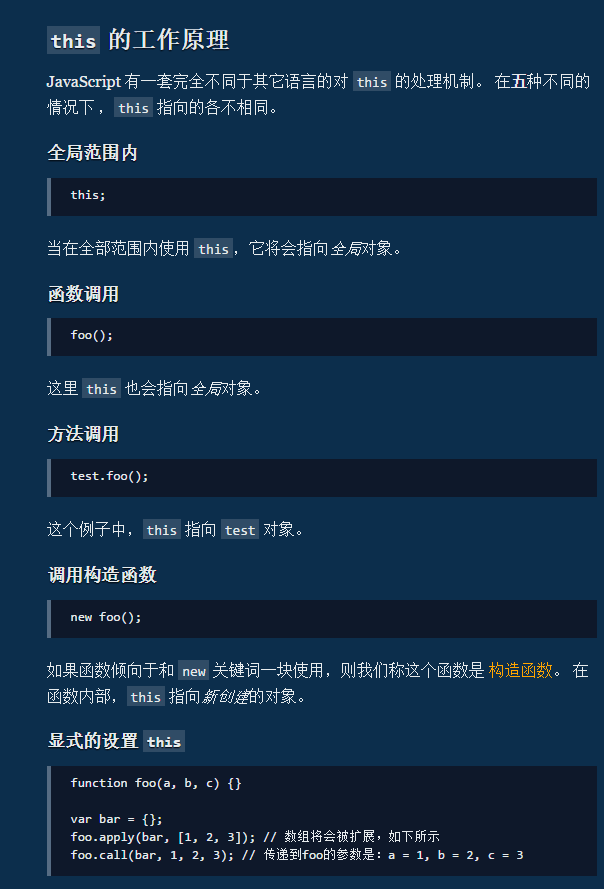 this 的工作原理
JavaScript 有一套完全不同于其它语言的对 this 的处理机制。 在五种不同的
情况下 ， this 指向的各不相同。
全局范围内
this;
当在全部范围内使用 this，它将会指向全局对象。
函数调用
foo();
这里 this 也会指向全局对象。
方法调用
test.foo();
这个例子中，this 指向 test 对象。
调用构造函数
new foo();
如果函数倾向于和 new 关键词一块使用，则我们称这个函数是 构造函数。 在
函数内部，this 指向新创建的对象。
显式的设置 this
function foo(a, b, c) {}
var bar = {};
foo.apply(bar, [1, 2, 3]); // 数组将会被扩展，如下所示
foo.call(bar, 1, 2, 3); // 传递到foo的参数是：a = 1, b = 2, c = 3